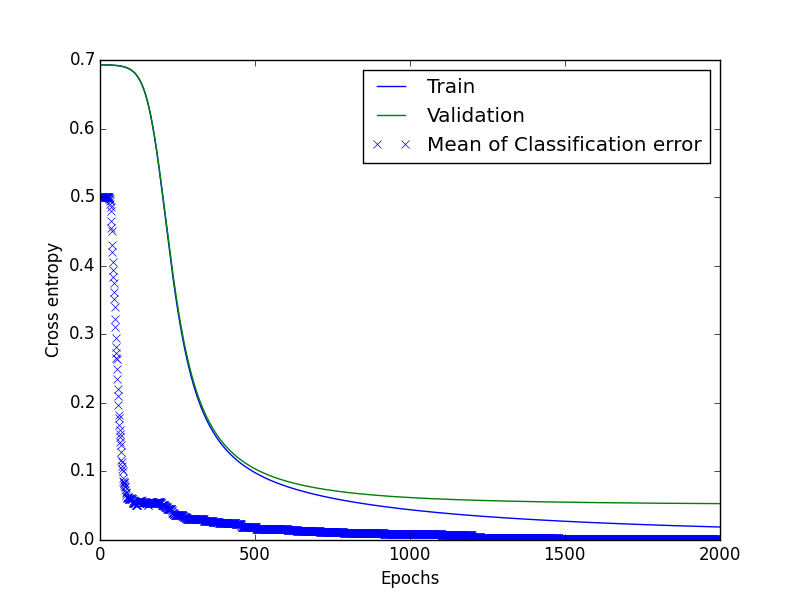 0.7
0.6
0.5
0.4
0.3
0.2
0.1
0.0
Cross entropy
Train
Validation
Mean of Classification error
0 500 1000 1500 2000
Epochs